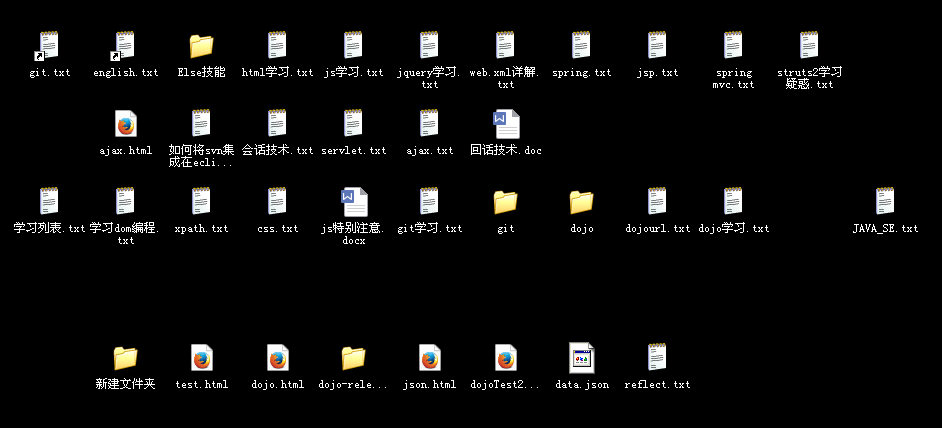 git.txt english.txt Else技能 html学习.txt js学习.txt jquery学习. web.xml详解. spring.txt jsp.txt spring struts2学习
txt txt mvc.txt 疑惑.txt
ajax.html 如何将svn集 会话技术.txt servlet.txt ajax.txt 回话技术.doc
成在ecli...
学习列表.txt 学习dom编程. xpath.txt css.txt js特别注意. git学习.txt git dojo dojourl.txt dojo学习.txt JAVA_SE.txt
txt docx
新建文件夹 test.html dojo.html dojo-rele... json.html dojoTest2... data.json reflect.txt